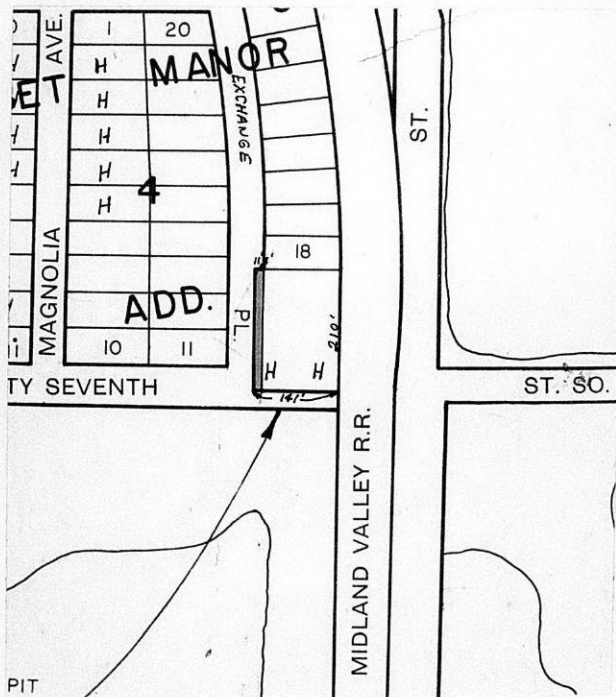 1 20
AVE.
MANOR
H
H
H
H
H
H
H
H
ET
EXCHANGE
ST.
4
MAGNOLIA
18
PL.
ADD.
210'
10 11
H H
TY SEVENTH
ST. SO.
141'
MIDLAND VALLEY R.R.
PIT